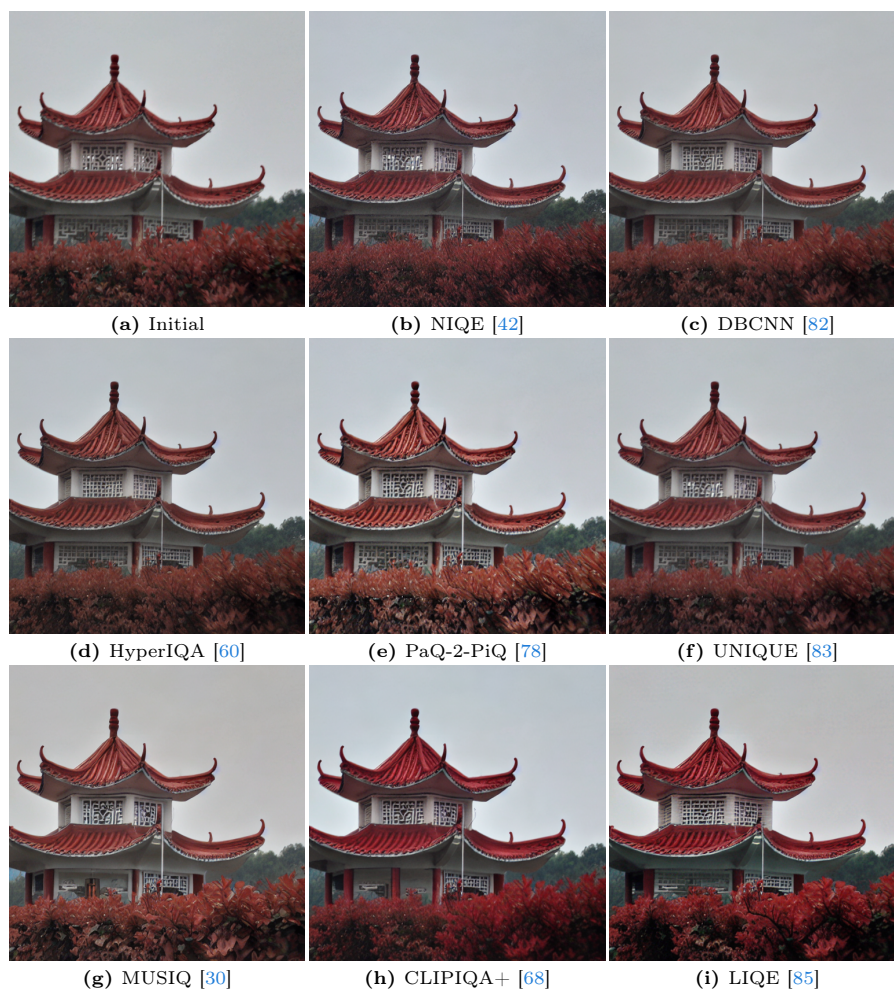 (a) Initial
(b) NIQE [42]
(c) DBCNN [82]
(d) HyperIQA [60]
(e) PaQ-2-PiQ [78]
(f) UNIQUE [83]
(g) MUSIQ [30]
(h) CLIPIQA+ [68]
(i) LIQE [85]